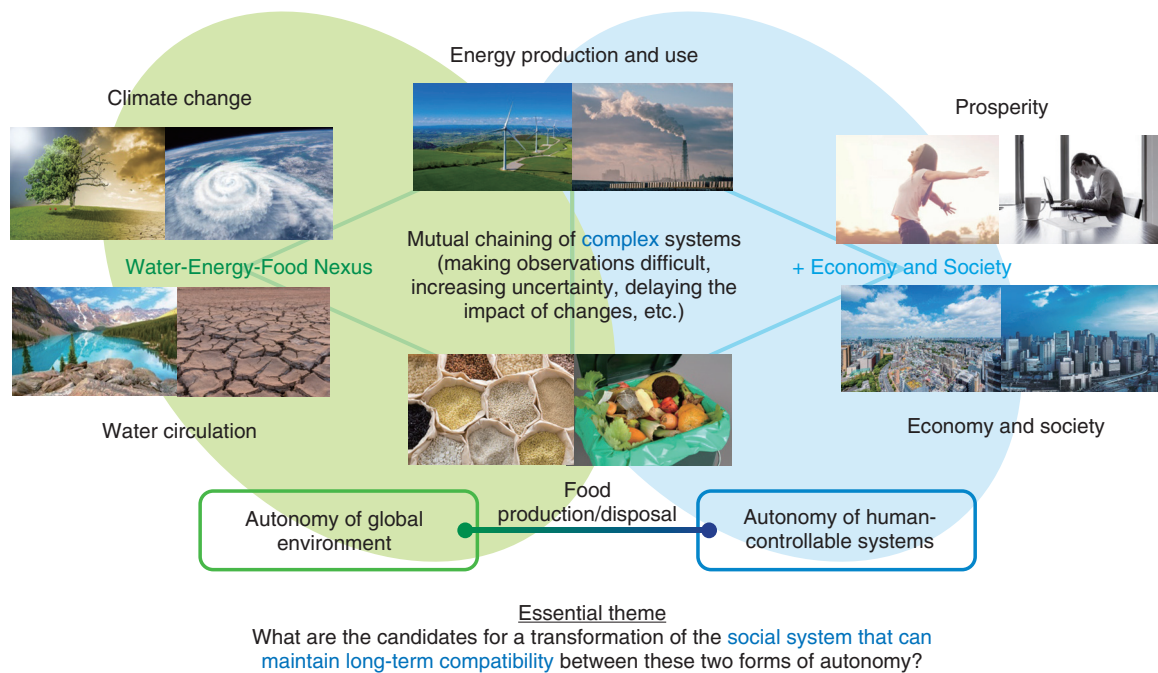 Energy production and use
Climate change
Prosperity
Mutual chaining of complex systems
(making observations difficult,
increasing uncertainty, delaying the
impact of changes, etc.)
Water-Energy-Food Nexus
+ Economy and Society
Water circulation
Economy and society
Food
production/disposal
Autonomy of global
environment
Autonomy of human-
controllable systems
Essential theme
What are the candidates for a transformation of the social system that can
maintain long-term compatibility between these two forms of autonomy?